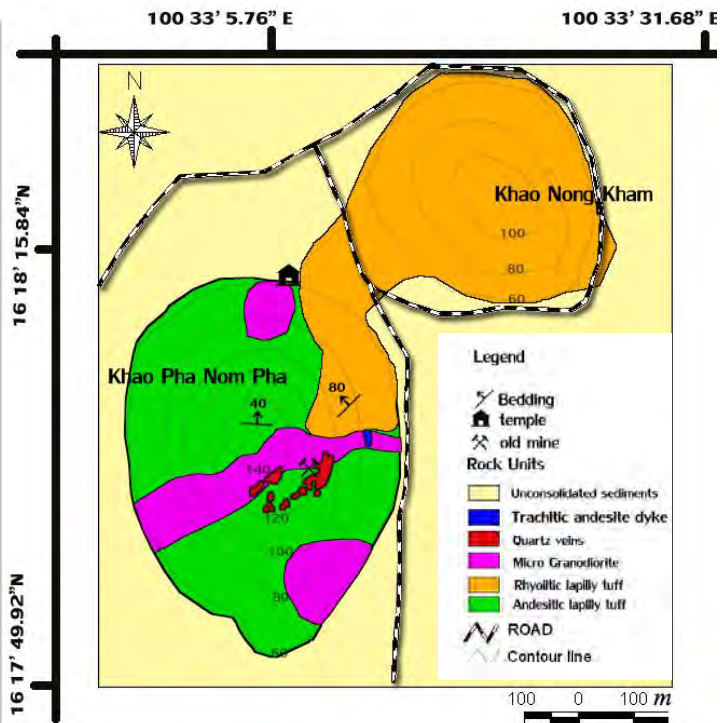 100 33’ 5.76” E
100 33’ 31.68” E
N
16 18’ 15.84”N
16 17’ 49.92”N
Khao Nong Kham
100
80
60
Khao Pha Nom Pha
80
40
140
120
100
80
60
Legend
Bedding
temple
old mine
Rock Units
Unconsolidated sediments
Trachitic andesite dyke
Quartz veins
Micro Granodiorite
Rhyolitic lapilly tuff
Andesitic lapilly tuff
ROAD
Contour line
100 0 100 m